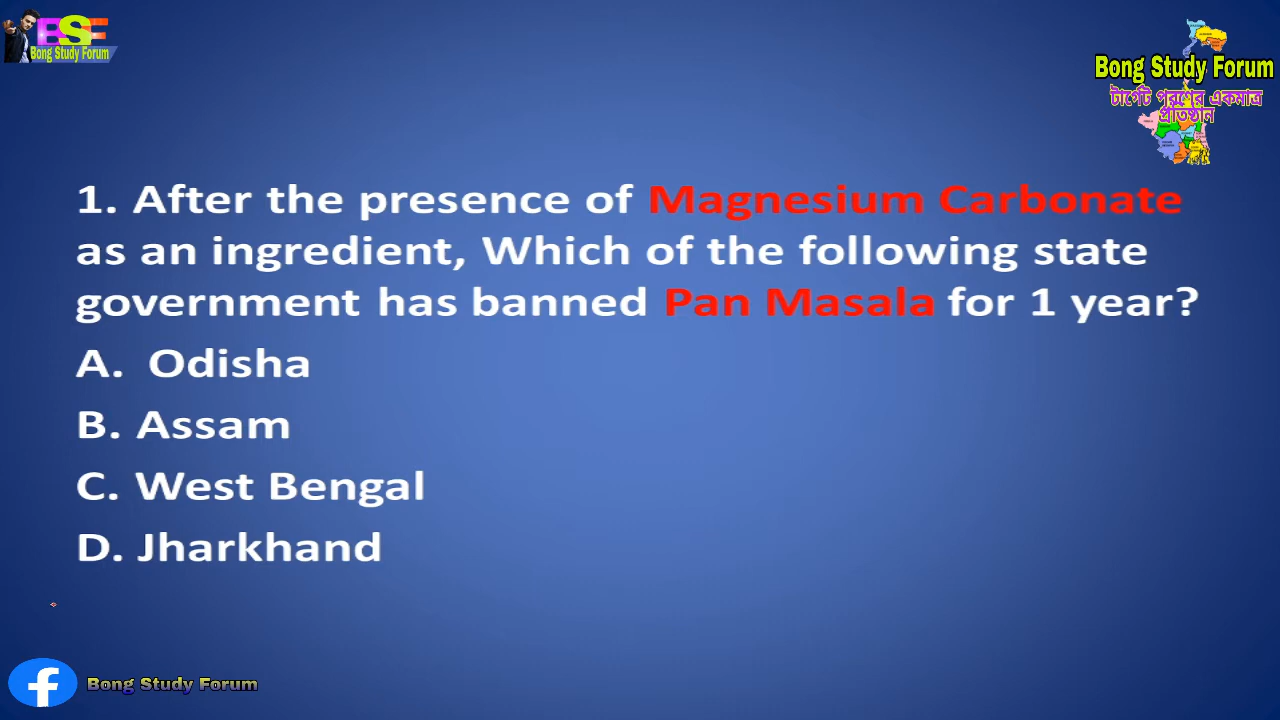 BSF
Bong Study Forum
Bong Study Forum
টার্গেট পূরণের একমাত্র
প্রতিষ্ঠান
1. After the presence of Magnesium Carbonate
as an ingredient, Which of the following state
government has banned Pan Masala for 1 year?
A. Odisha
B. Assam
C. West Bengal
D. Jharkhand
f
Bong Study Forum